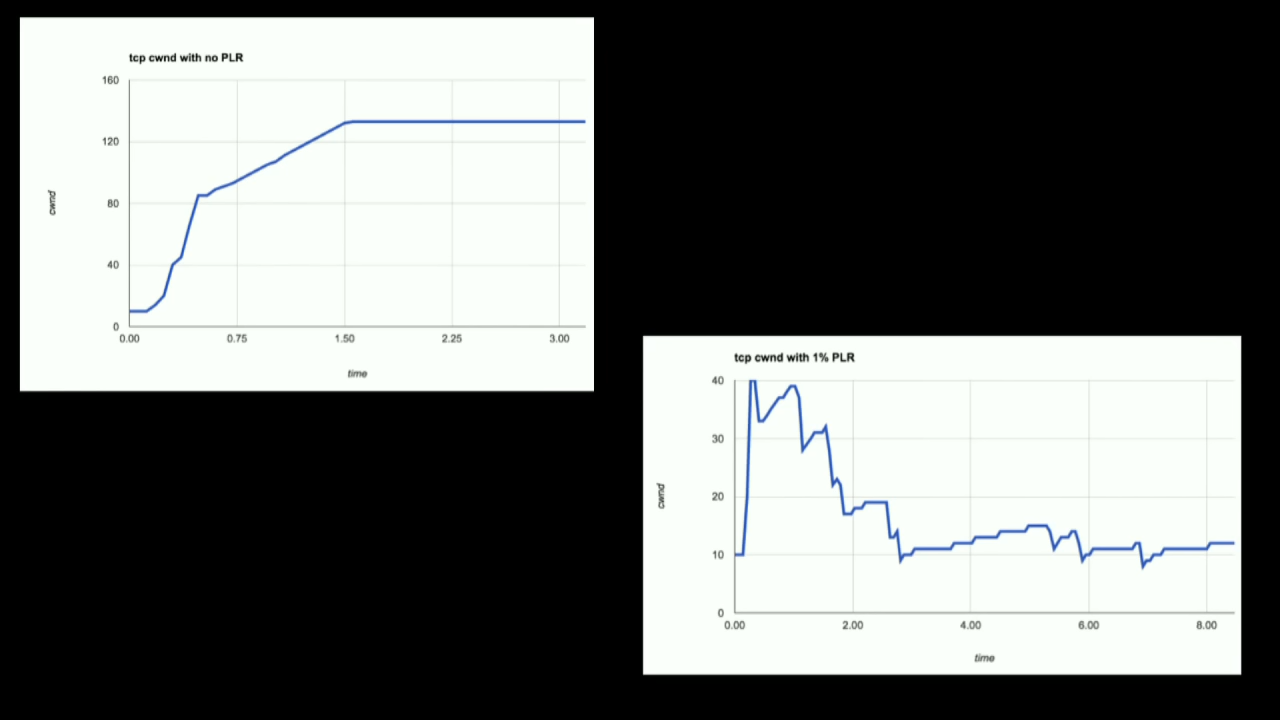 tcp cwnd with no PLR
160
120
80
40
0
cwnd
0.00 0.75 1.50 2.25 3.00
time
tcp cwnd with 1% PLR
40
30
20
10
0
cwnd
0.00 2.00 4.00 6.00 8.00
time